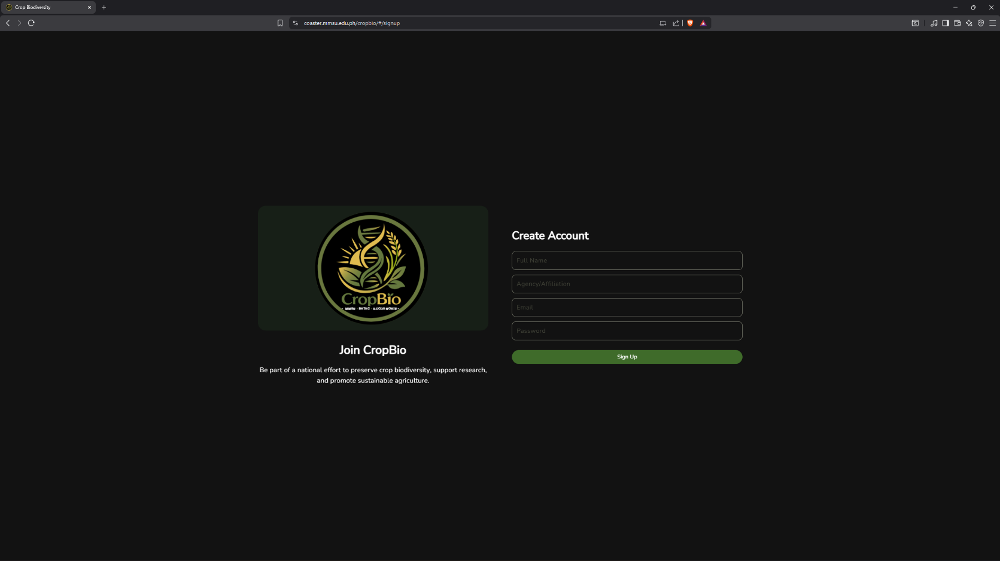 Crop Biodiversity
coaster.mmsu.edu.ph/cropbio/#/signup
CropBio
- MMSU - BATAC - ILOCOS NORTE -
Join CropBio
Be part of a national effort to preserve crop biodiversity, support research,
and promote sustainable agriculture.
Create Account
Full Name
Agency/Affiliation
Email
Password
Sign Up